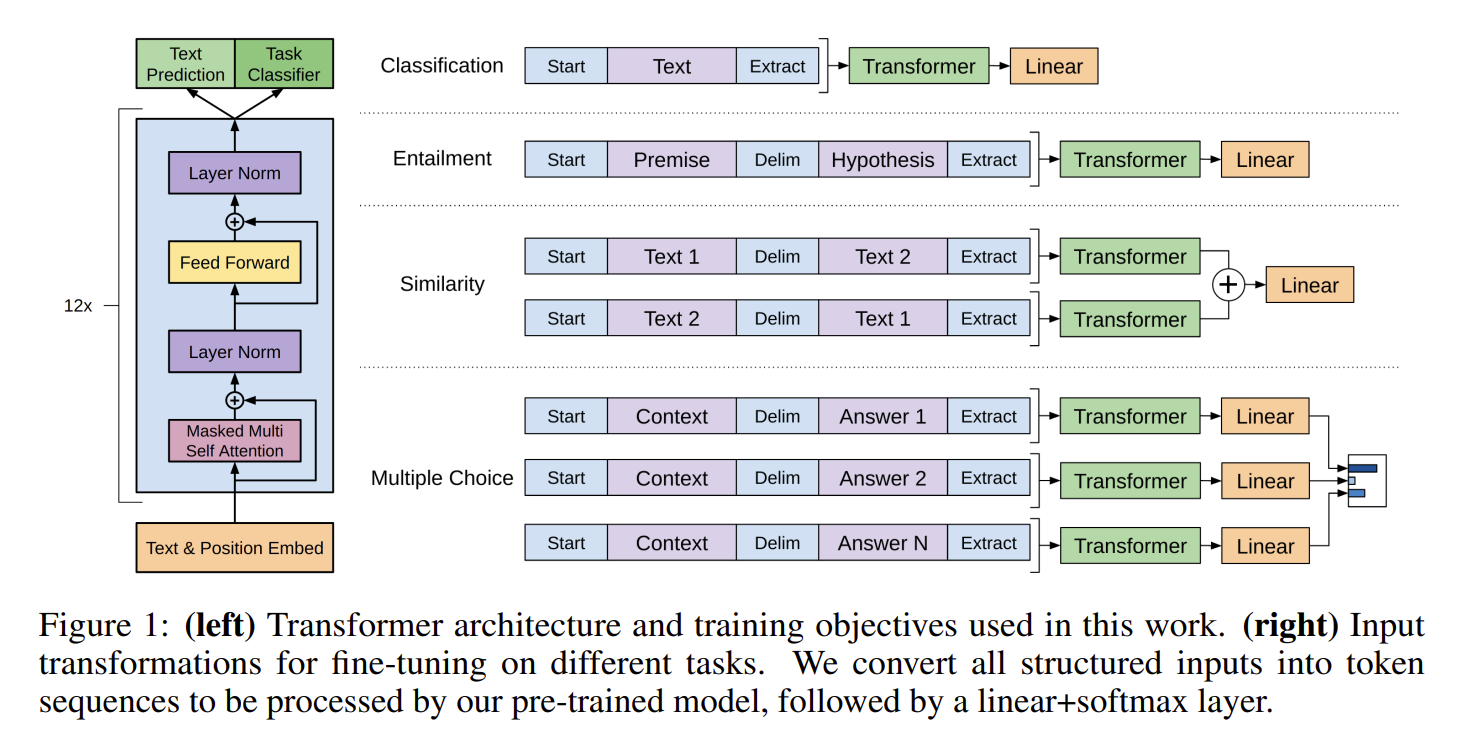 Text
Prediction
Task
Classifier
12x
Layer Norm
+
Feed Forward
Layer Norm
+
Masked Multi
Self Attention
Text & Position Embed
Classification
Start Text Extract Transformer Linear
Entailment
Start Premise Delim Hypothesis Extract Transformer Linear
Similarity
Start Text 1 Delim Text 2 Extract Transformer
+ Linear
Start Text 2 Delim Text 1 Extract Transformer
Multiple Choice
Start Context Delim Answer 1 Extract Transformer Linear
Start Context Delim Answer 2 Extract Transformer Linear
Start Context Delim Answer N Extract Transformer Linear
Figure 1: (left) Transformer architecture and training objectives used in this work. (right) Input
transformations for fine-tuning on different tasks. We convert all structured inputs into token
sequences to be processed by our pre-trained model, followed by a linear+softmax layer.